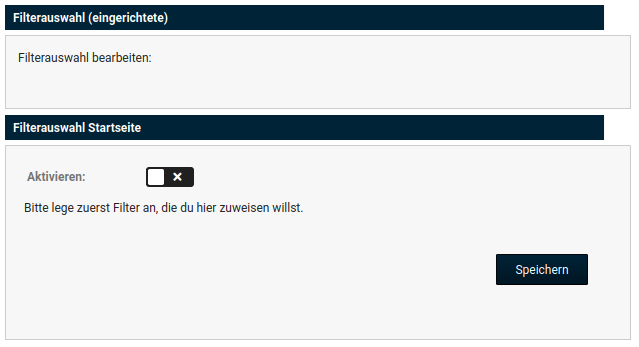 Filterauswahl (eingerichtete)
Filterauswahl bearbeiten:
Filterauswahl Startseite
Aktivieren:
Bitte lege zuerst Filter an, die du hier zuweisen willst.
Speichern